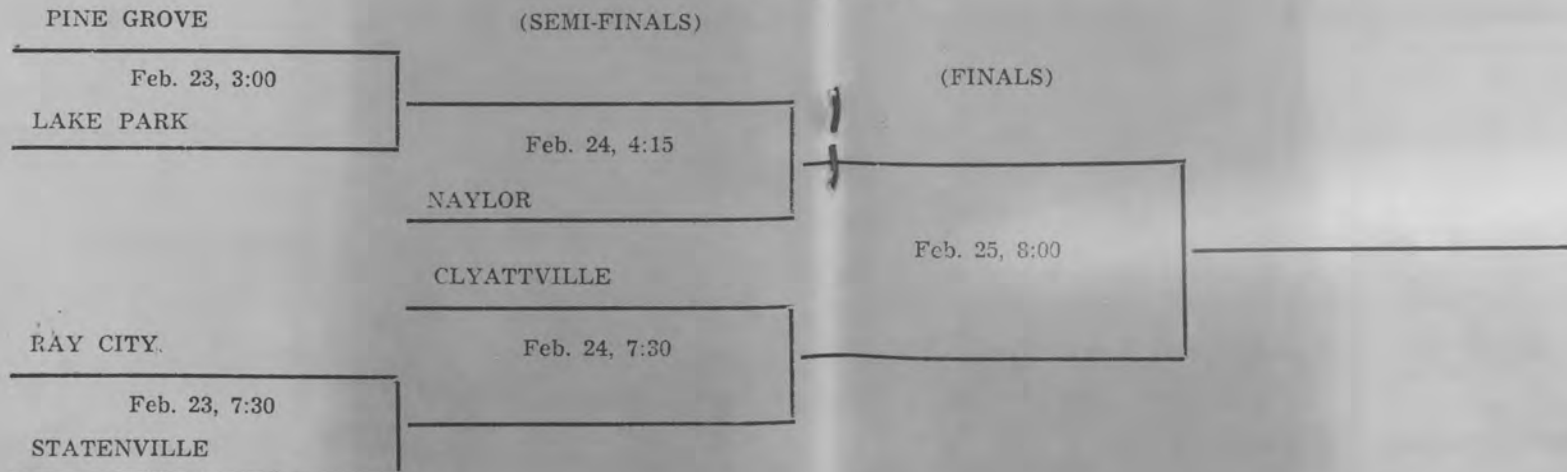 PINE GROVE
(SEMI-FINALS)
Feb. 23, 3:00
(FINALS)
LAKE PARK
Feb. 24, 4:15
NAYLOR
Feb. 25, 8:00
CLYATTVILLE
RAY CITY
Feb. 24, 7:30
Feb. 23, 7:30
STATENVILLE